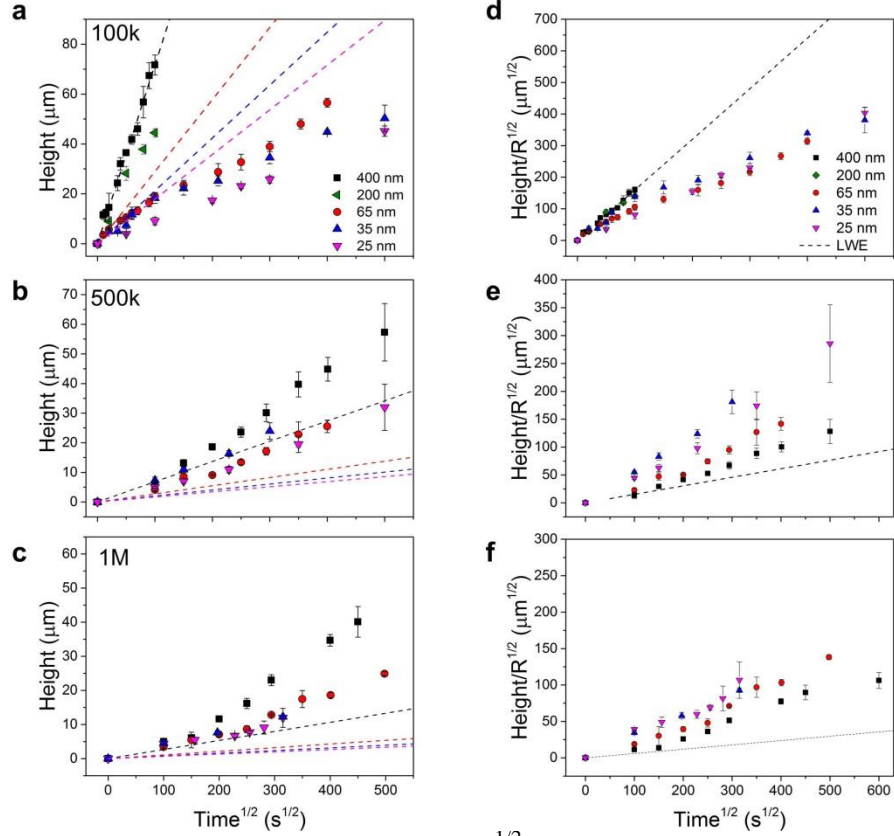 a
100k
Height (μm)
80
60
40
20
0
400 nm
200 nm
65 nm
35 nm
25 nm
d
Height/R1/2 (μm1/2)
700
600
500
400
300
200
100
0
400 nm
200 nm
65 nm
35 nm
25 nm
LWE
b
500k
Height (μm)
70
60
50
40
30
20
10
0
e
Height/R1/2 (μm1/2)
400
350
300
250
200
150
100
50
0
c
1M
Height (μm)
60
50
40
30
20
10
0
0 100 200 300 400 500
Time1/2 (s1/2)
f
Height/R1/2 (μm1/2)
300
250
200
150
100
50
0
0 100 200 300 400 500 600
Time1/2 (s1/2)
1/2